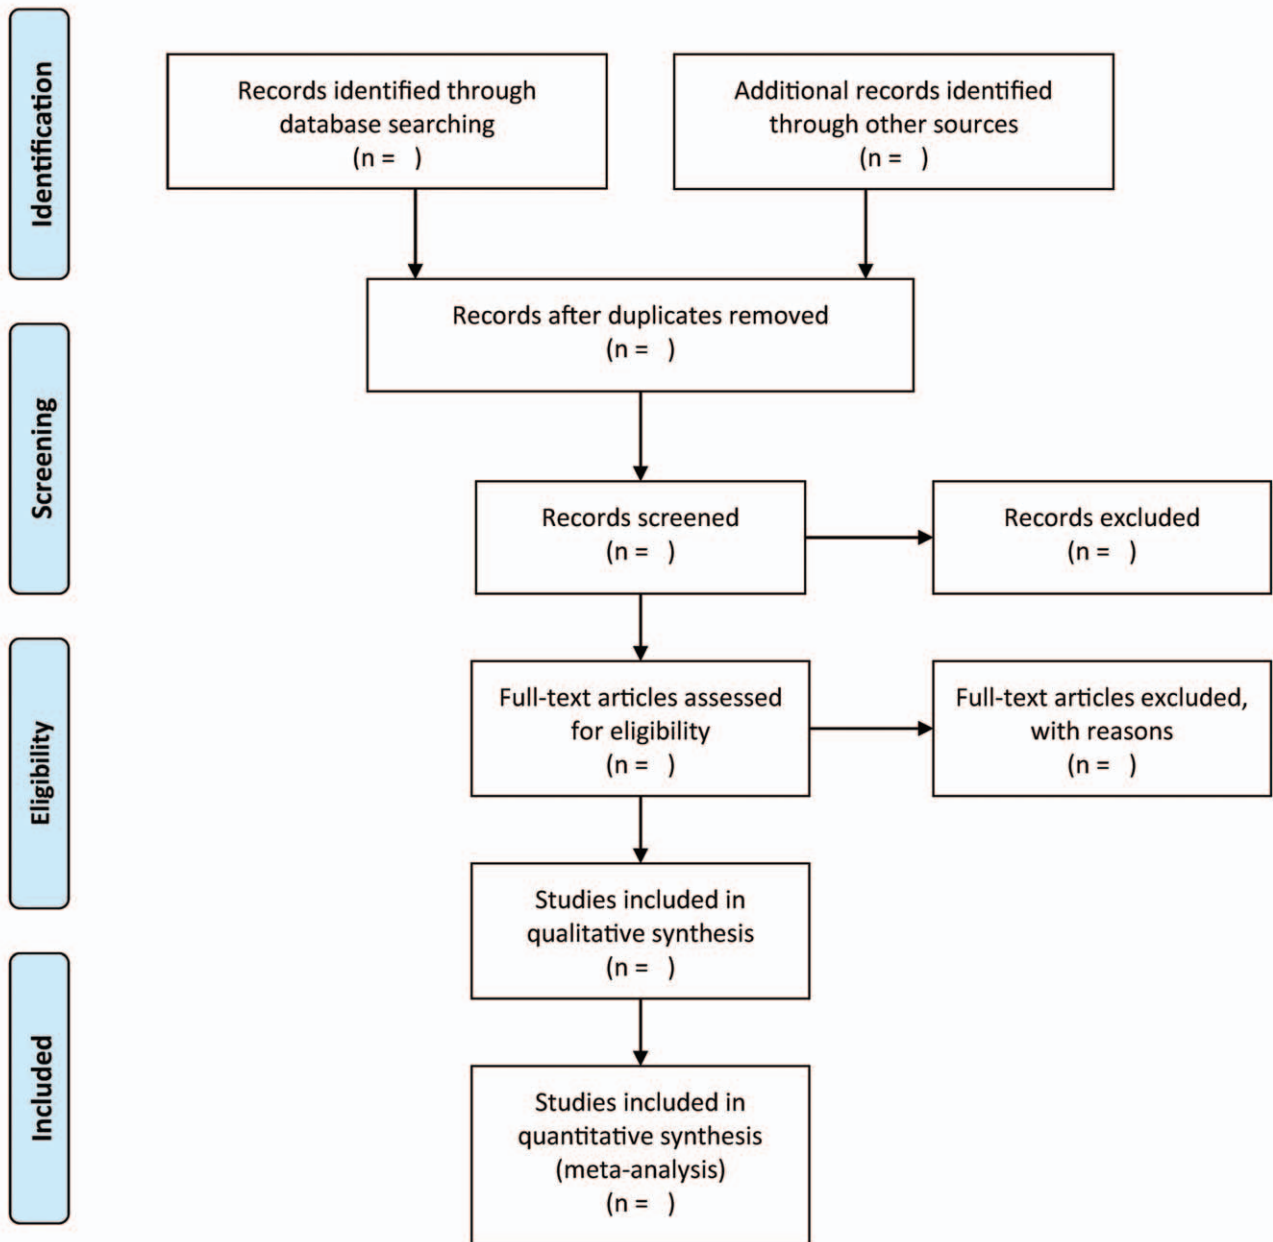 Identification
Records identified through
database searching
(n =   )
Additional records identified
through other sources
(n =   )
Records after duplicates removed
(n =   )
Screening
Records screened
(n =   )
Records excluded
(n =   )
Eligibility
Full-text articles assessed
for eligibility
(n =   )
Full-text articles excluded,
with reasons
(n =   )
Studies included in
qualitative synthesis
(n =   )
Included
Studies included in
quantitative synthesis
(meta-analysis)
(n =   )